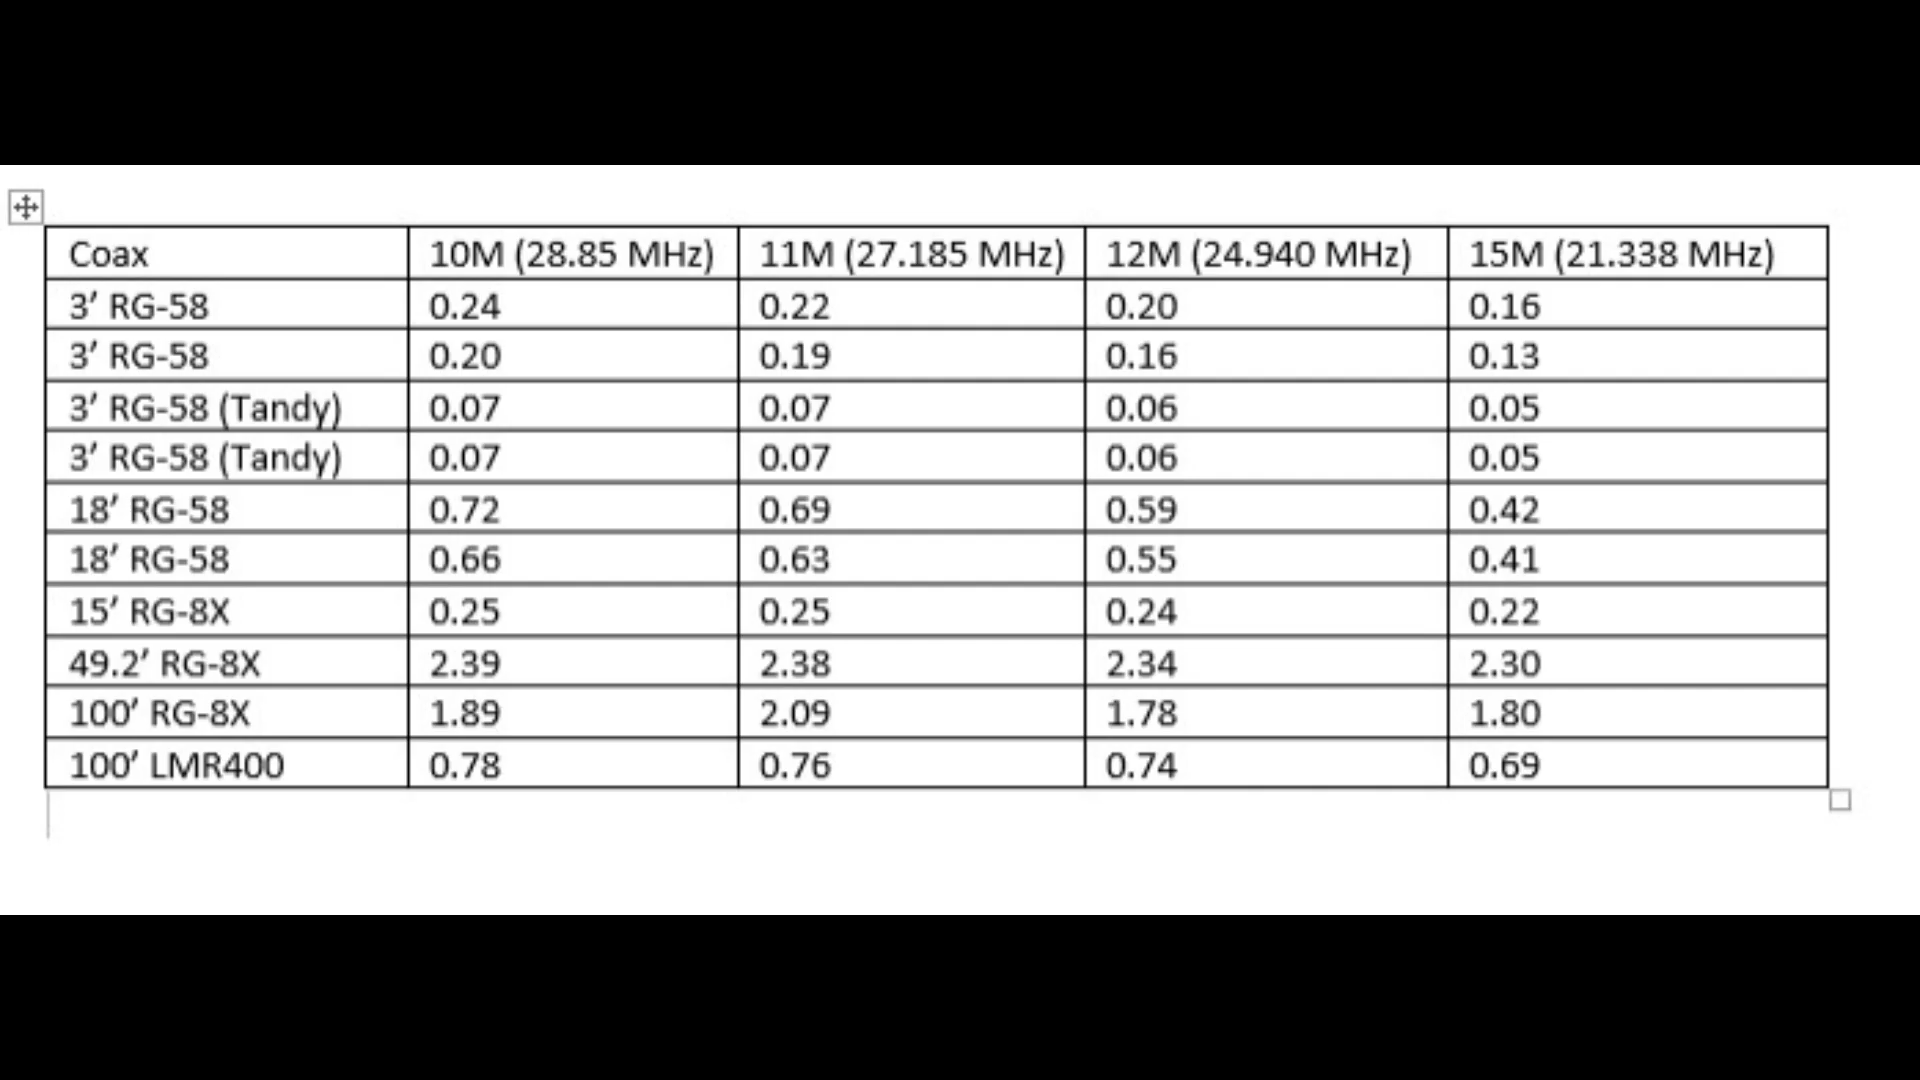 Coax 10M (28.85 MHz) 11M (27.185 MHz) 12M (24.940 MHz) 15M (21.338 MHz)
3’ RG-58 0.24 0.22 0.20 0.16
3’ RG-58 0.20 0.19 0.16 0.13
3’ RG-58 (Tandy) 0.07 0.07 0.06 0.05
3’ RG-58 (Tandy) 0.07 0.07 0.06 0.05
18’ RG-58 0.72 0.69 0.59 0.42
18’ RG-58 0.66 0.63 0.55 0.41
15’ RG-8X 0.25 0.25 0.24 0.22
49.2’ RG-8X 2.39 2.38 2.34 2.30
100’ RG-8X 1.89 2.09 1.78 1.80
100’ LMR400 0.78 0.76 0.74 0.69